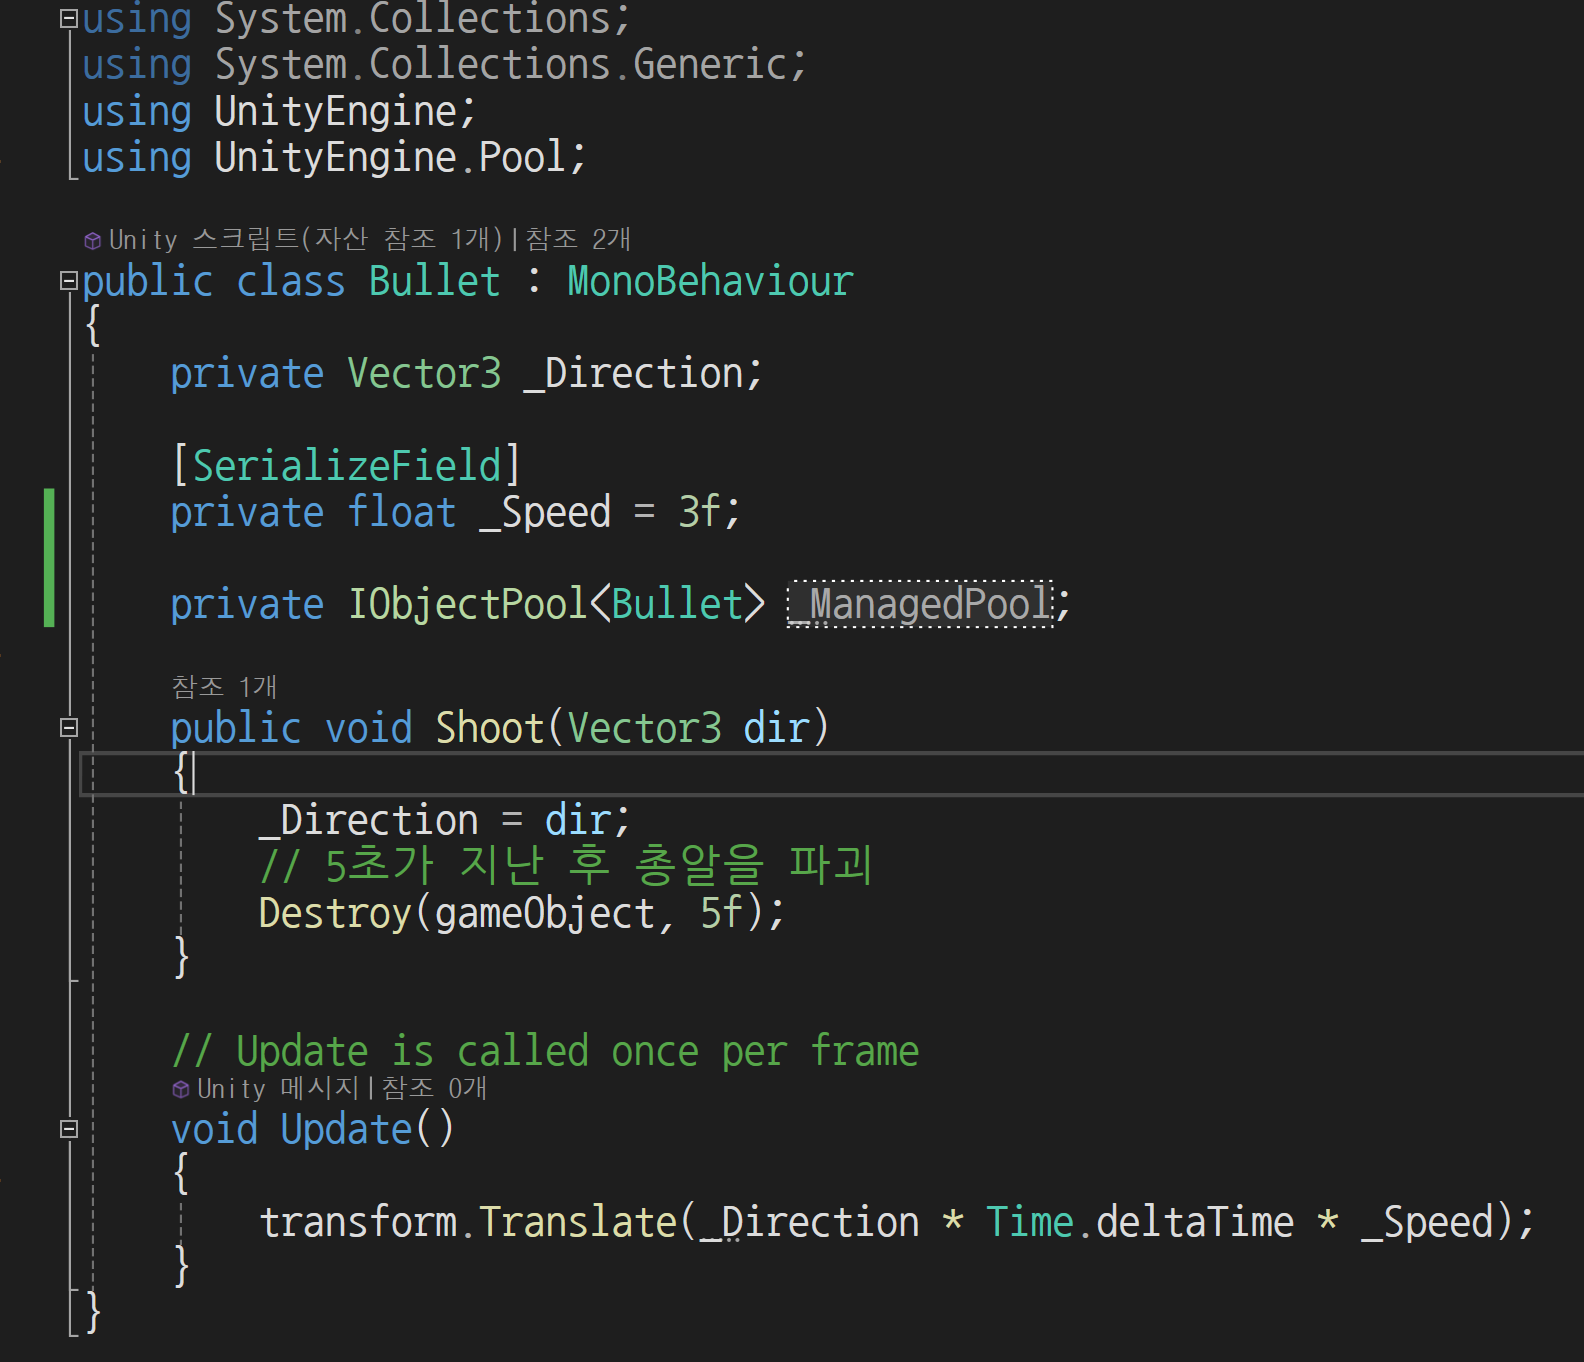 using System.Collections;
using System.Collections.Generic;
using UnityEngine;
using UnityEngine.Pool;
Unity 스크립트(자산 참조 1개)|참조 2개
public class Bullet : MonoBehaviour
{
private Vector3 _Direction;
[SerializeField]
private float _Speed = 3f;
private IObjectPool<Bullet> _ManagedPool;
참조 1개
public void Shoot(Vector3 dir)
{
_Direction = dir;
// 5초가 지난 후 총알을 파괴
Destroy(gameObject, 5f);
}
// Update is called once per frame
Unity 메시지|참조 0개
void Update()
{
transform.Translate(_Direction * Time.deltaTime * _Speed);
}
}